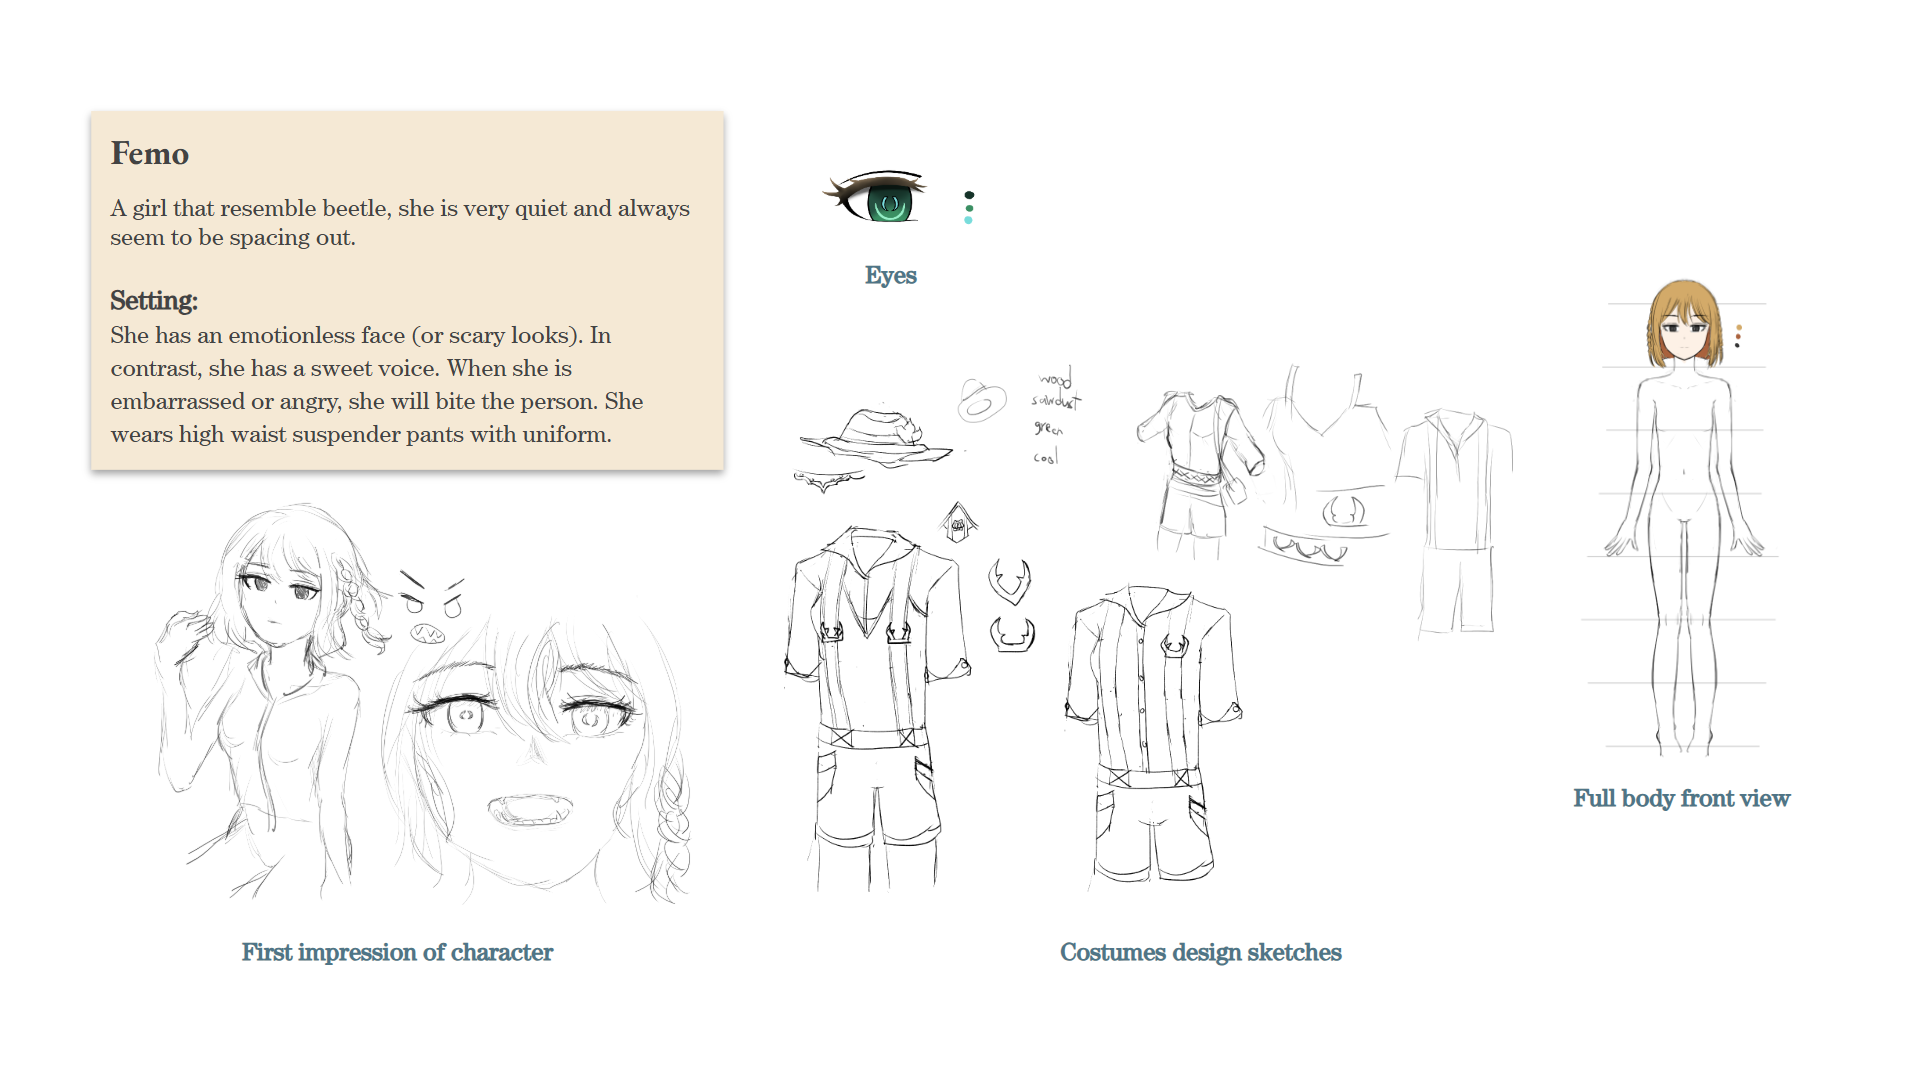 Femo
A girl that resemble beetle, she is very quiet and always
seem to be spacing out.
Setting:
She has an emotionless face (or scary looks). In
contrast, she has a sweet voice. When she is
embarrassed or angry, she will bite the person. She
wears high waist suspender pants with uniform.
Eyes
wood
sawdust
green
cool
Full body front view
First impression of character
Costumes design sketches